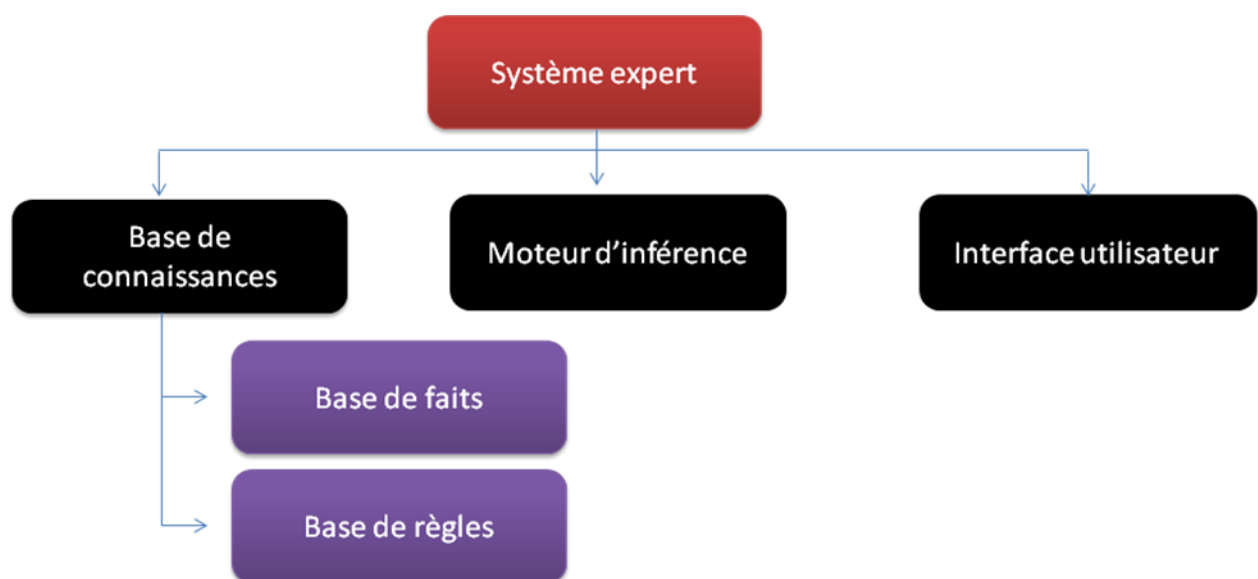 Système expert
Base de
connaissances
Moteur d’inférence
Interface utilisateur
Base de faits
Base de règles